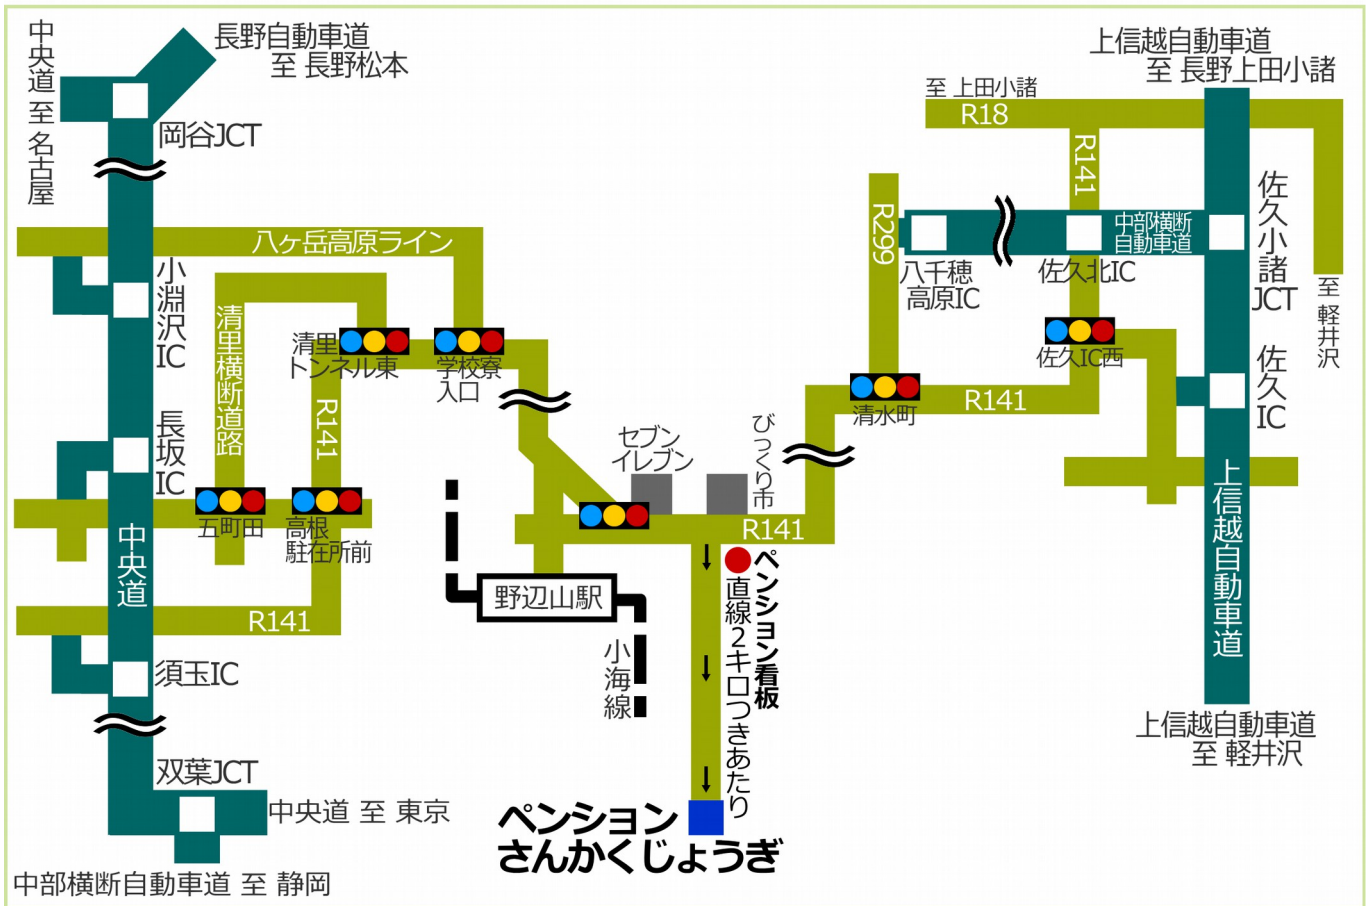 中央道 至 名古屋
長野自動車道
至 長野松本
岡谷JCT
八ヶ岳高原ライン
小淵沢IC
清里横断道路
清里
トンネル東
学校寮
入口
R141
長坂IC
五町田
高根
駐在所前
中央道
R141
須玉IC
双葉JCT
中央道 至 東京
中部横断自動車道 至 静岡
野辺山駅
小海線
セブン
イレブン
びっくり市
R141
ペンション看板
直線2キロつきあたり
ペンション
さんかくじょうぎ
上信越自動車道
至 長野上田小諸
至 上田小諸
R18
R141
R299
中部横断
自動車道
八千穂
高原IC
佐久北IC
佐久小諸JCT
至 軽井沢
佐久IC西
佐久IC
清水町
R141
上信越自動車道
上信越自動車道
至 軽井沢